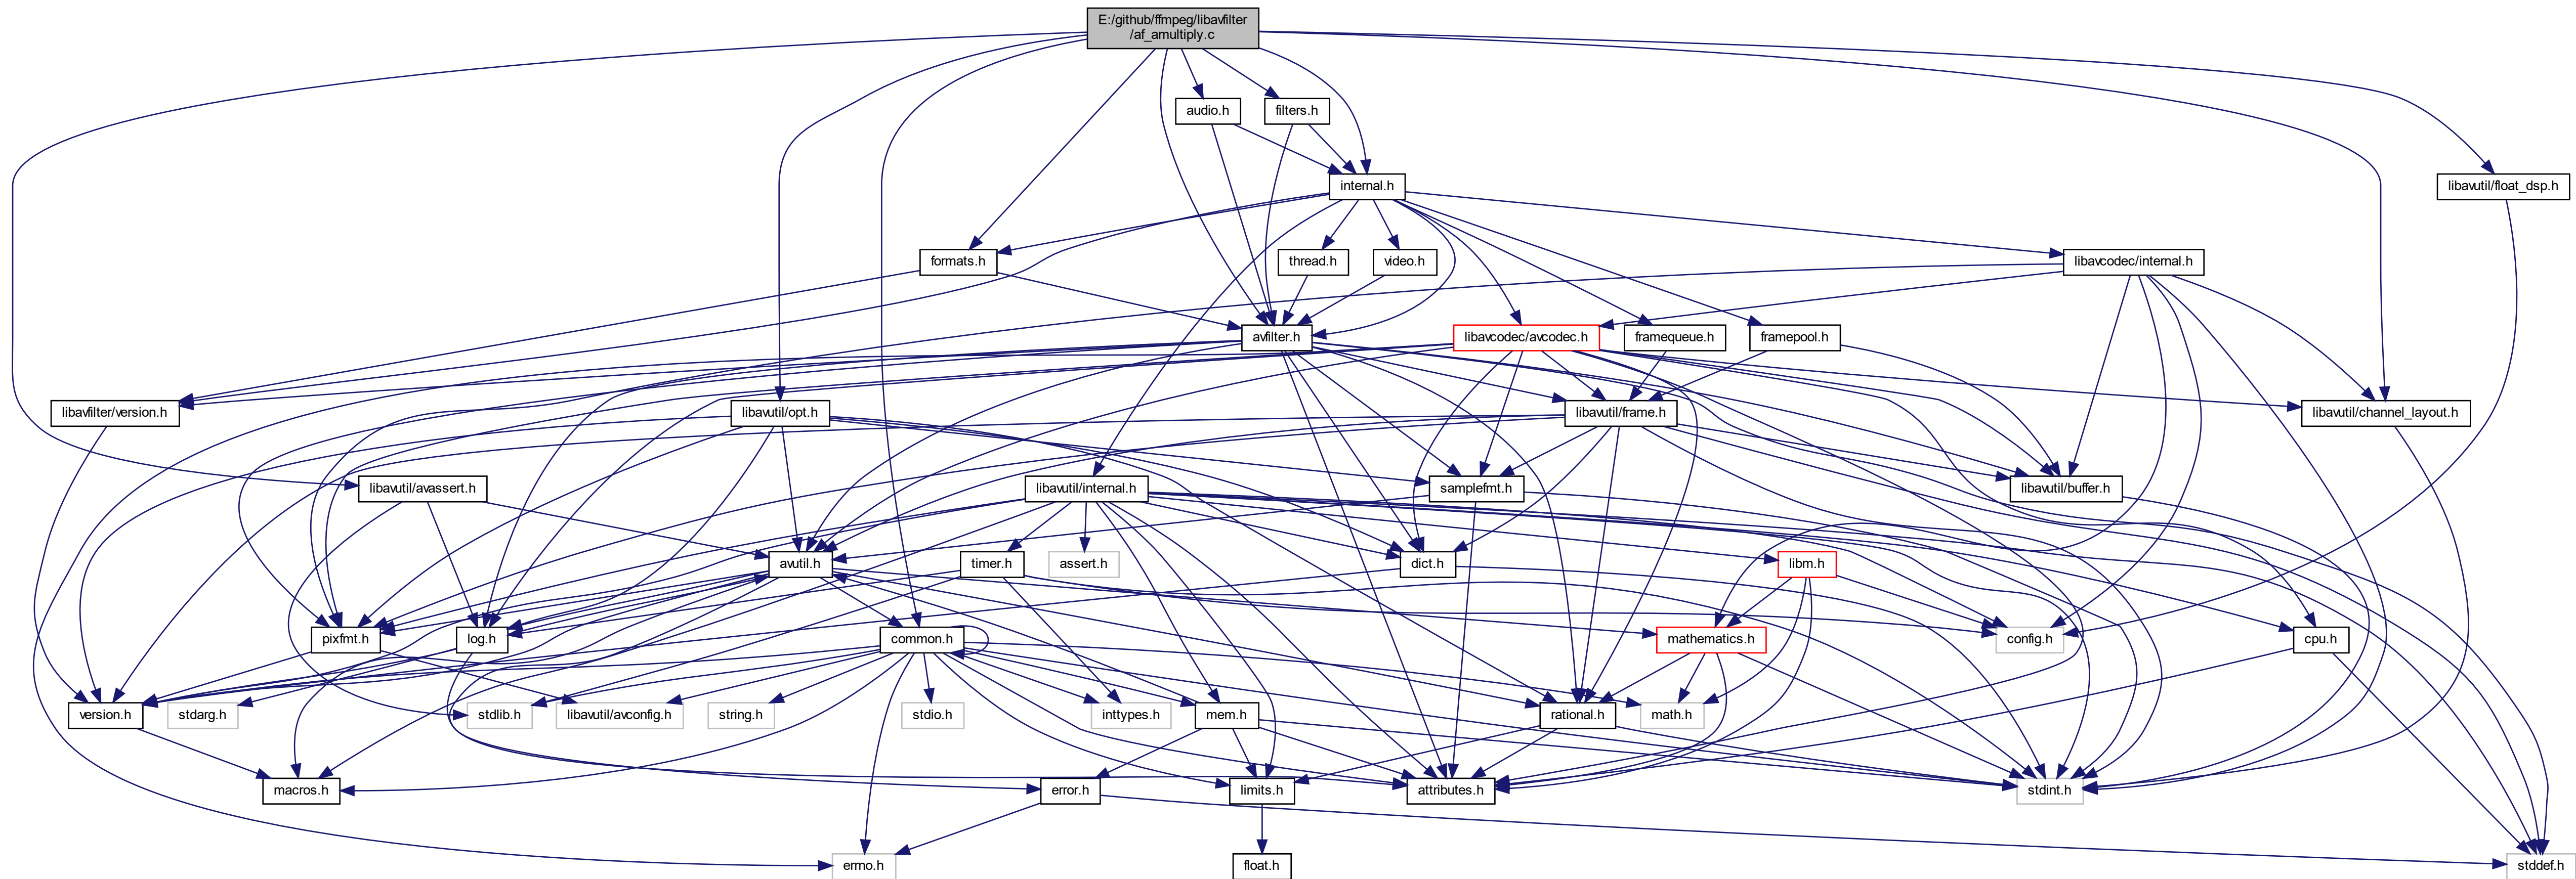 E:/github/ffmpeg/libavfilter
/af_amultiply.c
audio.h
filters.h
internal.h
libavutil/float_dsp.h
formats.h
thread.h
video.h
libavcodec/internal.h
avfilter.h
libavcodec/avcodec.h
framequeue.h
framepool.h
libavfilter/version.h
libavutil/opt.h
libavutil/frame.h
libavutil/channel_layout.h
libavutil/avassert.h
libavutil/internal.h
samplefmt.h
libavutil/buffer.h
avutil.h
timer.h
assert.h
dict.h
libm.h
pixfmt.h
log.h
common.h
mathematics.h
config.h
cpu.h
version.h
stdarg.h
stdlib.h
libavutil/avconfig.h
string.h
stdio.h
inttypes.h
mem.h
rational.h
math.h
macros.h
error.h
limits.h
attributes.h
stdint.h
errno.h
float.h
stddef.h